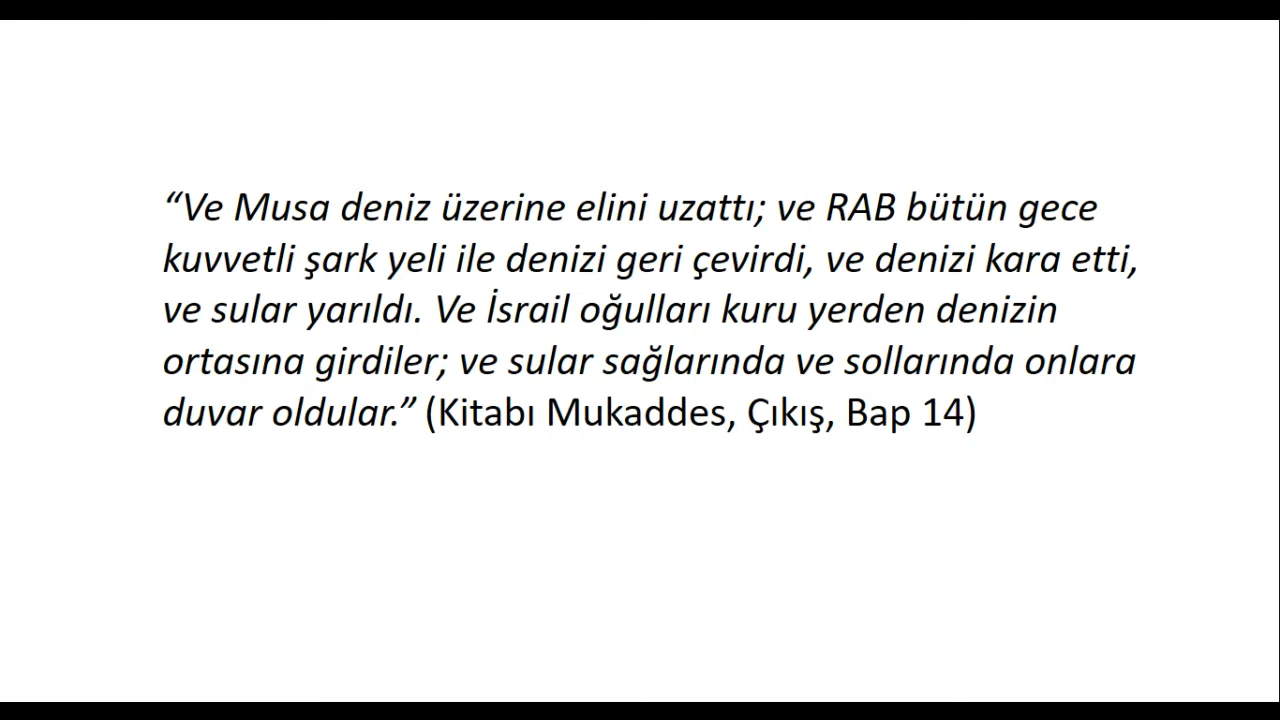 “Ve Musa deniz üzerine elini uzattı; ve RAB bütün gece
kuvvetli şark yeli ile denizi geri çevirdi, ve denizi kara etti,
ve sular yarıldı. Ve İsrail oğulları kuru yerden denizin
ortasına girdiler; ve sular sağlarında ve sollarında onlara
duvar oldular.” (Kitabı Mukaddes, Çıkış, Bap 14)